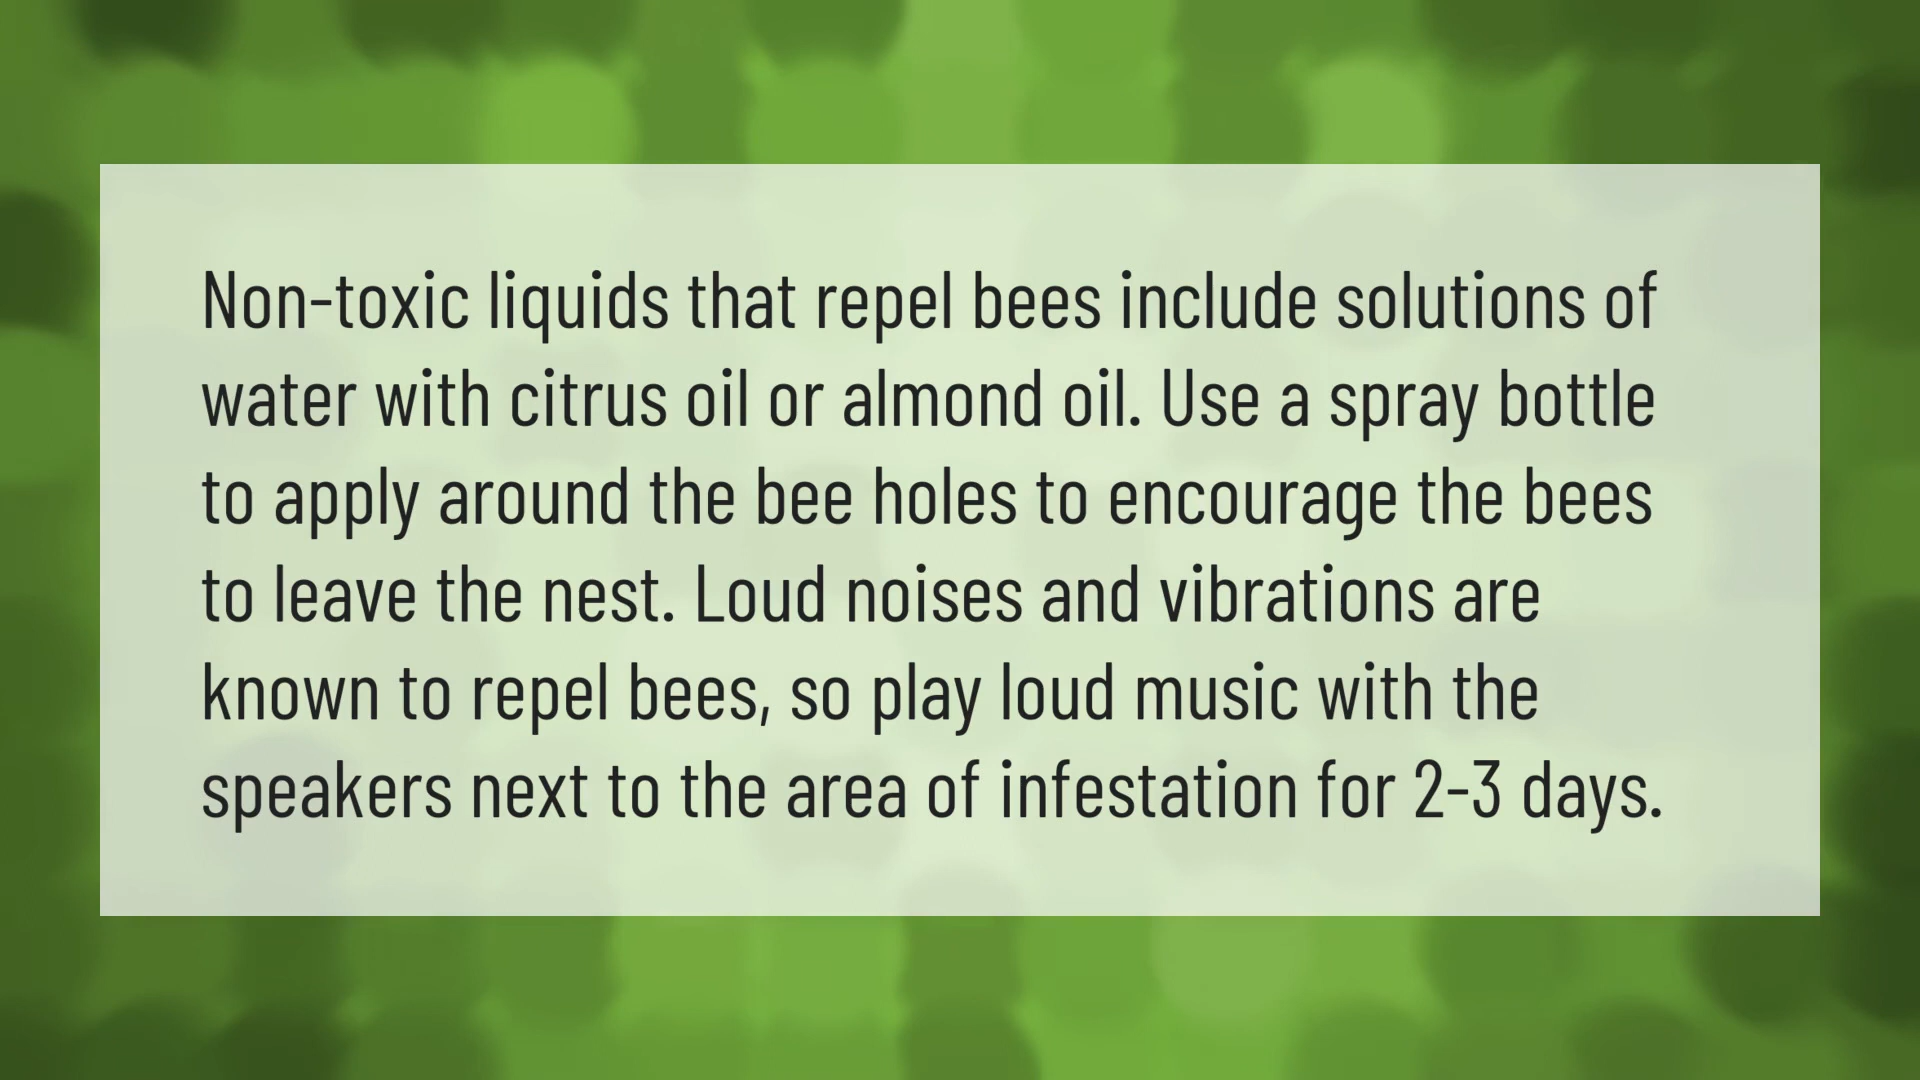 Non-toxic liquids that repel bees include solutions of
water with citrus oil or almond oil. Use a spray bottle
to apply around the bee holes to encourage the bees
to leave the nest. Loud noises and vibrations are
known to repel bees, so play loud music with the
speakers next to the area of infestation for 2-3 days.